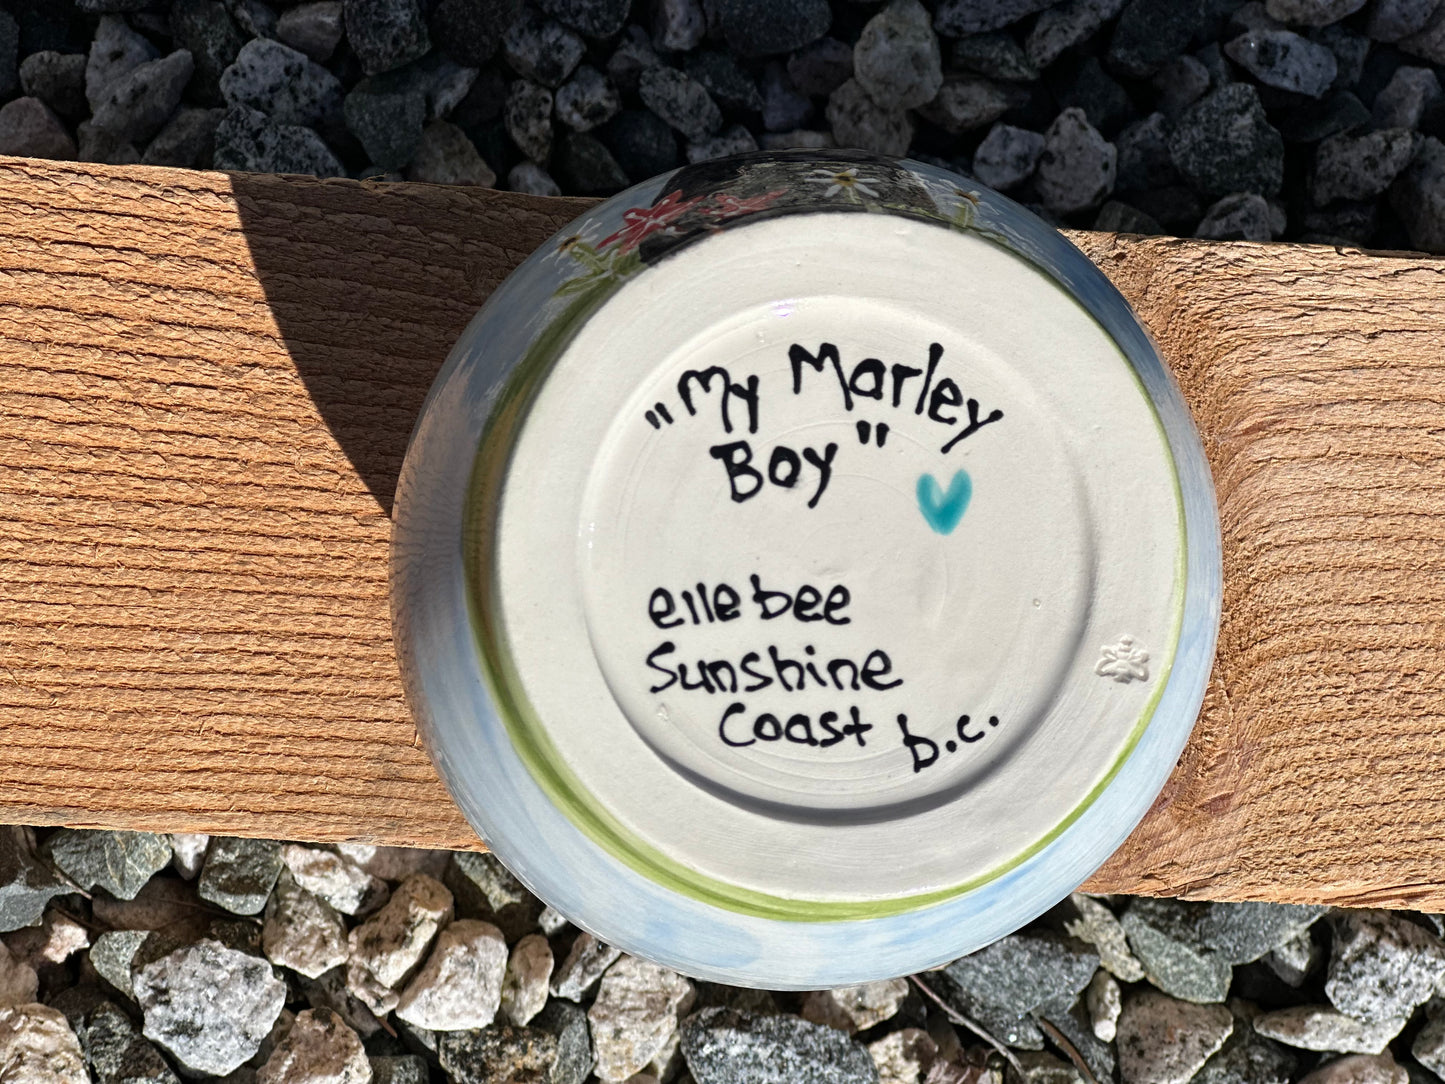 "My Marley
Boy"
ellebee
Sunshine
Coast b.c.